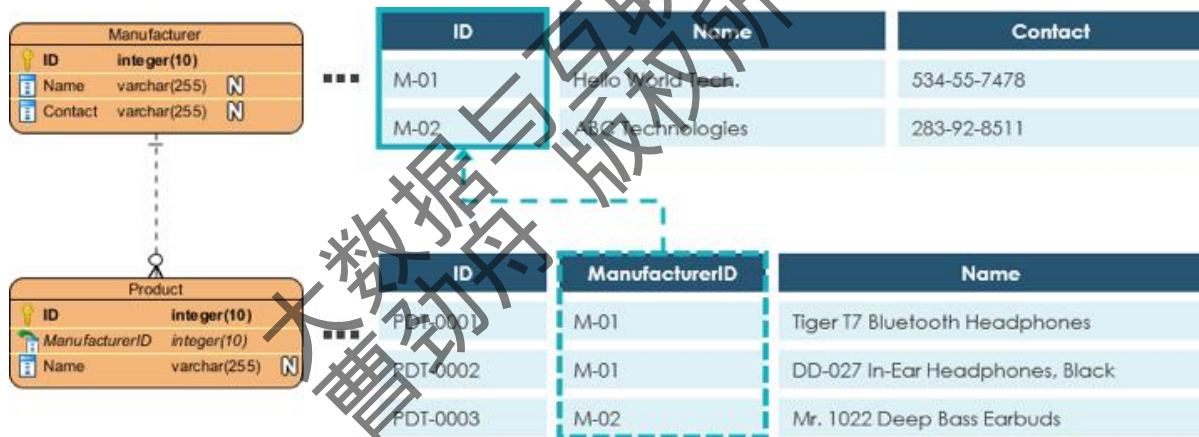 Manufacturer
ID integer(10)
Name varchar(255) N
Contact varchar(255) N
ID Name Contact
M-01 Hello World Tech. 534-55-7478
M-02 ABC Technologies 283-92-8511
Product
ID integer(10)
ManufacturerID integer(10)
Name varchar(255) N
ID ManufacturerID Name
PDT-0001 M-01 Tiger T7 Bluetooth Headphones
PDT-0002 M-01 DD-027 In-Ear Headphones, Black
PDT-0003 M-02 Mr. 1022 Deep Bass Earbuds
大数据与互联
曹劲舟 版权所